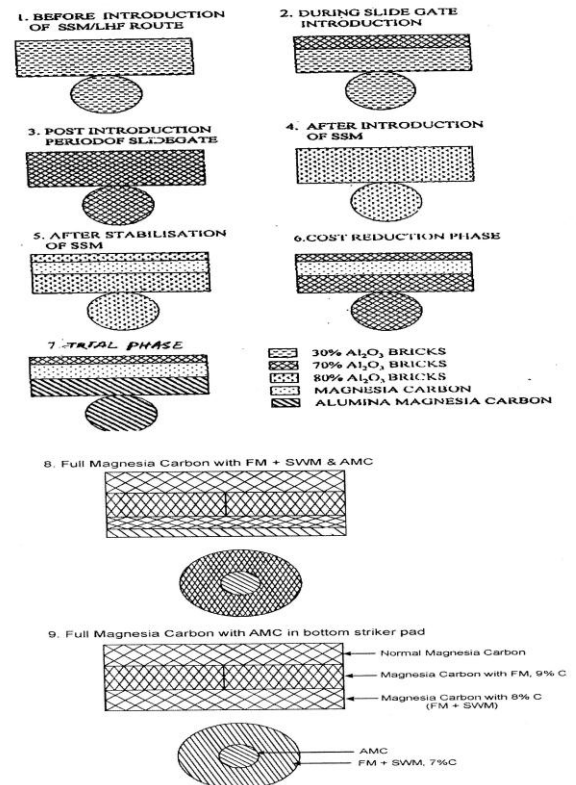 1. BEFORE INTRODUCTION
OF SSM/LHF ROUTE
2. DURING SLIDE GATE
INTRODUCTION
3. POST INTRODUCTION
PERIODOF SLIDEGATE
4. AFTER INTRODUCTION
OF SSM
5. AFTER STABILISATION
OF SSM
6.COST REDUCTION PHASE
7. TRIAL PHASE
30% Al₂O₃ BRICKS
70% Al₂O₃ BRICKS
80% Al₂O₃ BRICKS
MAGNESIA CARBON
ALUMINA MAGNESIA CARBON
8. Full Magnesia Carbon with FM + SWM & AMC
9. Full Magnesia Carbon with AMC in bottom striker pad
Normal Magnesia Carbon
Magnesia Carbon with FM, 9% C
Magnesia Carbon with 8% C
(FM + SWM)
AMC
FM + SWM, 7%C